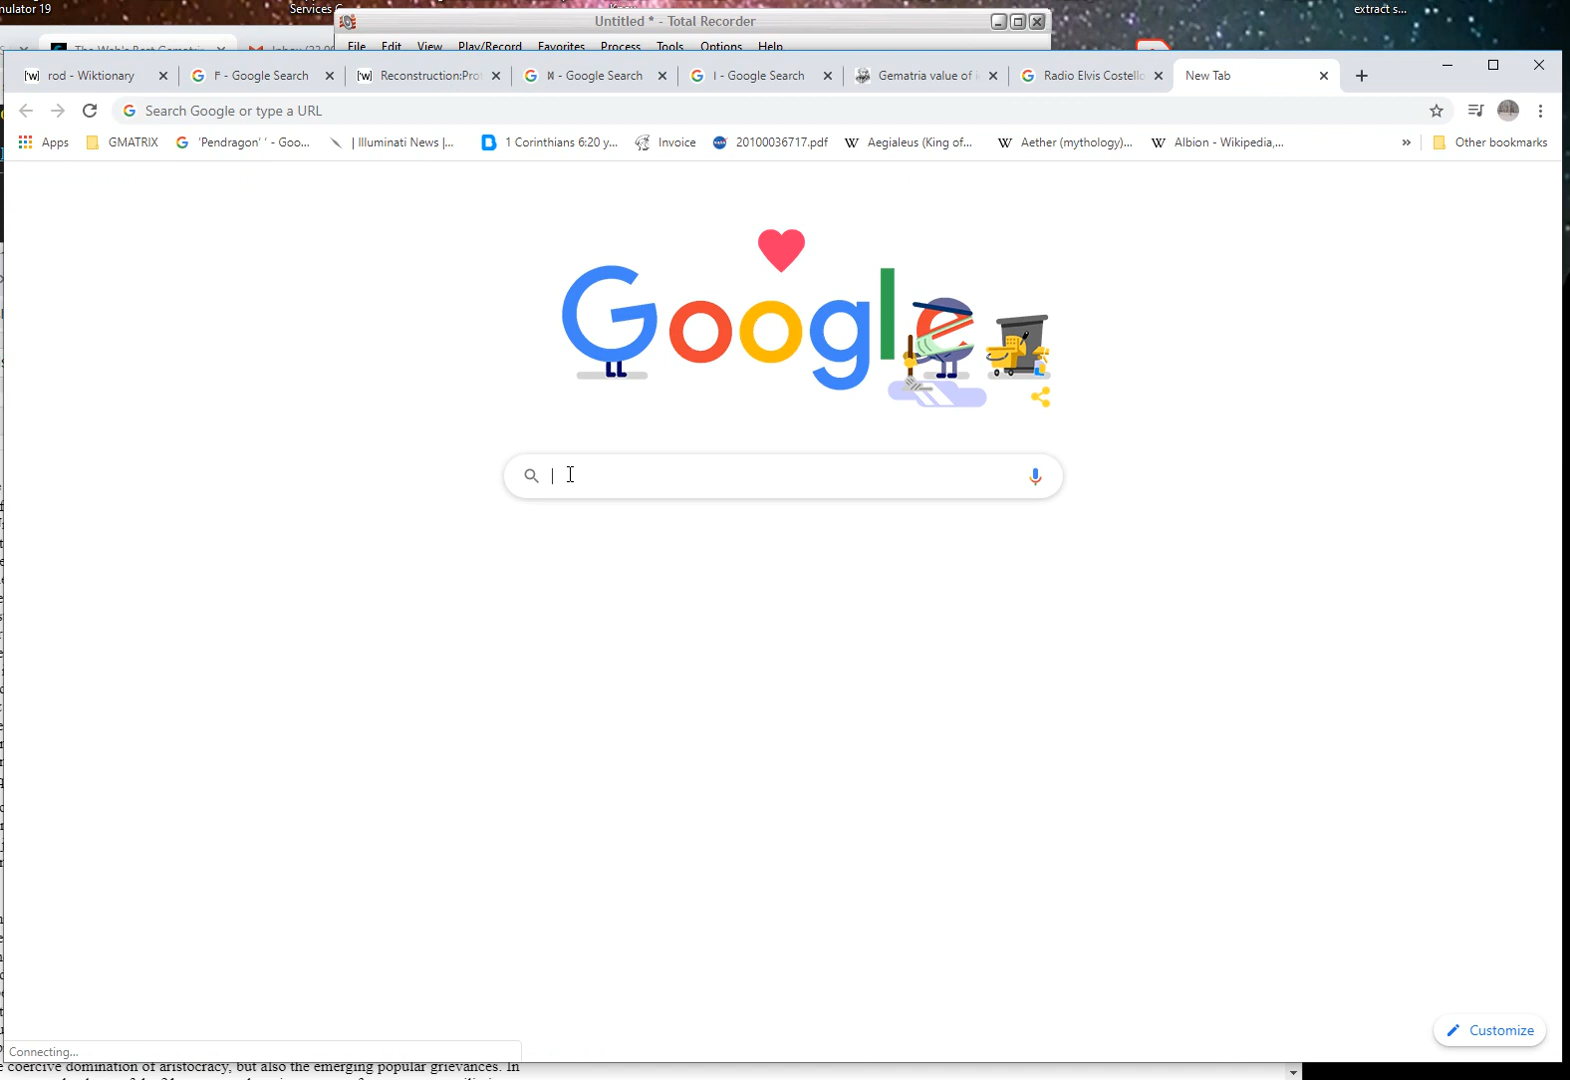 nulator 19
Services
extract s...
Untitled * - Total Recorder
File Edit View Play/Record Favorites Process Tools Options Help
The Web's Best Gematri
rod - Wiktionary
F - Google Search
Reconstruction:Pro
- Google Search
I - Google Search
Gematria value of i
Radio Elvis Costello
New Tab
Search Google or type a URL
Apps
GMATRIX
'Pendragon' ' - Goo...
| Illuminati News |...
1 Corinthians 6:20 y...
Invoice
20100036717.pdf
Aegialeus (King of...
Aether (mythology)...
Albion - Wikipedia,...
»
Other bookmarks
Google
Customize
Connecting...
e coercive domination of aristocracy, but also the emerging popular grievances. In